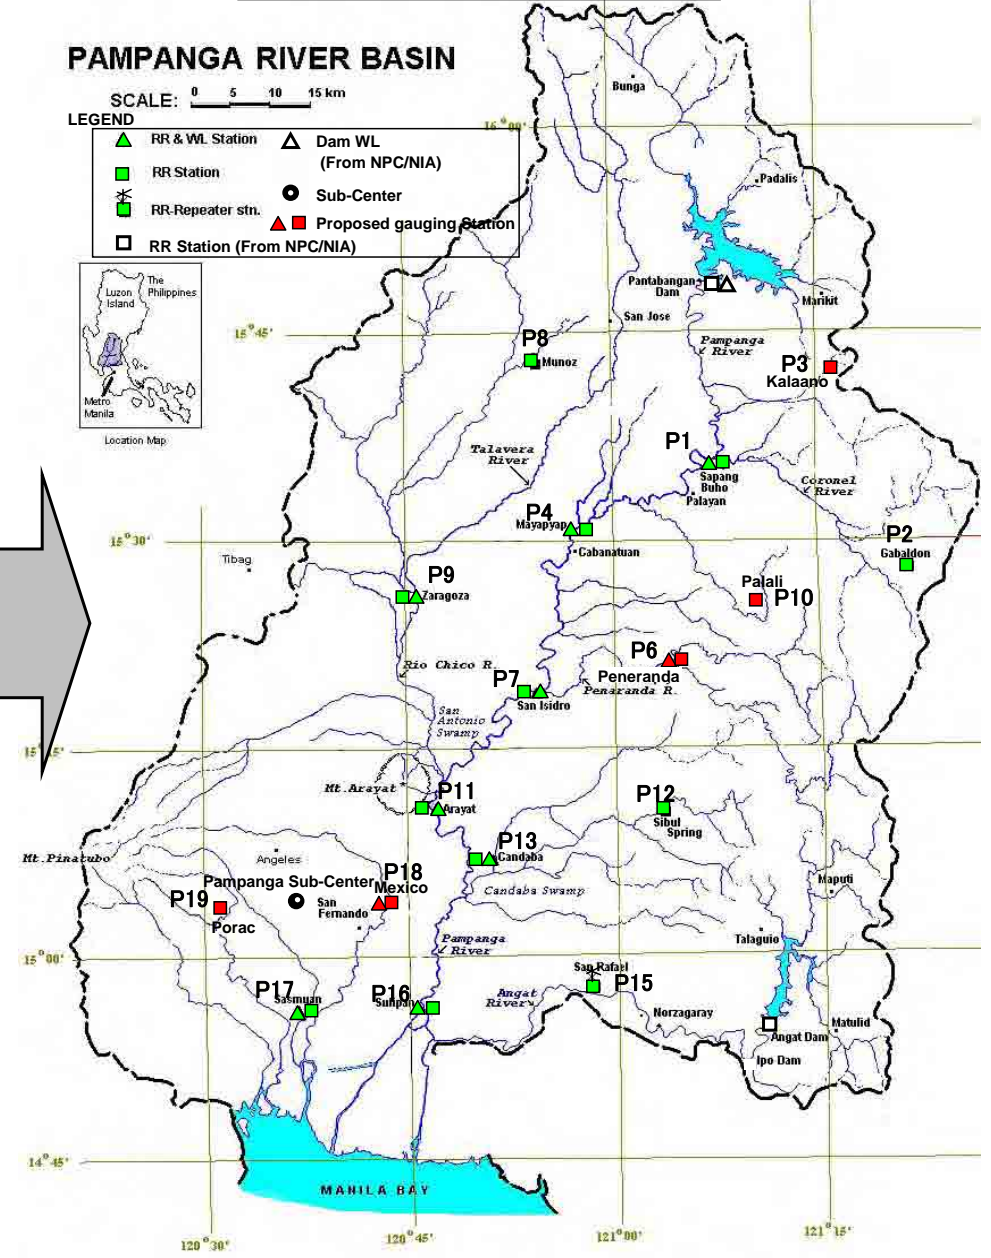 PAMPANGA RIVER BASIN
SCALE: 0 5 10 15 km
LEGEND
RR & WL Station
RR Station
RR-Repeater stn.
RR Station (From NPC/NIA)
Dam WL
(From NPC/NIA)
Sub-Center
Proposed gauging Station
Luzon
Island
The
Philippines
Metro
Manila
Location Map
Bunga
16°00'
Padalis
Pantabangan
Dam
Marikit
San Jose
15°45'
P8
Munoz
Pampanga
River
P3
Kalaano
Talavera
River
P1
Sapang
Buho
Palayan
Coronel
River
P4
Mayapyap
15°30'
Cabanatuan
P2
Gabaldon
Tibag
P9
Zaragoza
Palali
P10
P6
Peneranda
Penaranda R.
Rio Chico R.
P7
San Isidro
San
Antonio
Swamp
Mt.Arayat
P11
Arayat
P12
Sibul
Spring
P13
Candaba
Mt.Pinatubo
Angeles
Candaba Swamp
Maputi
Pampanga Sub-Center
P18
Mexico
San
Fernando
P19
Porac
Pampanga
River
Talaguio
15°00'
San Rafael
P15
P17
Sasmuan
P16
Sulipan
Angat
River
Norzagaray
Angat Dam
Matulid
Ipo Dam
14°45'
MANILA BAY
120°30'
120°45'
121°00'
121°15'